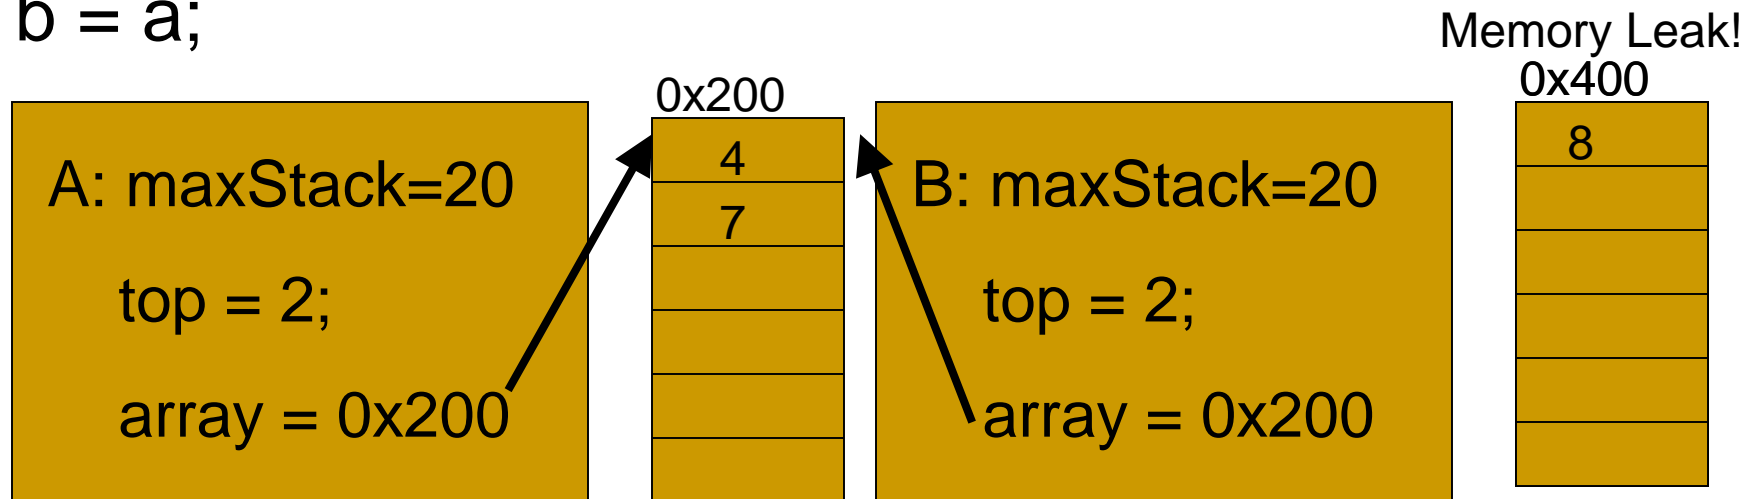 b = a;
Memory Leak!
0x400
0x200
A: maxStack=20
top = 2;
array = 0x200
4
7
B: maxStack=20
top = 2;
array = 0x200
8